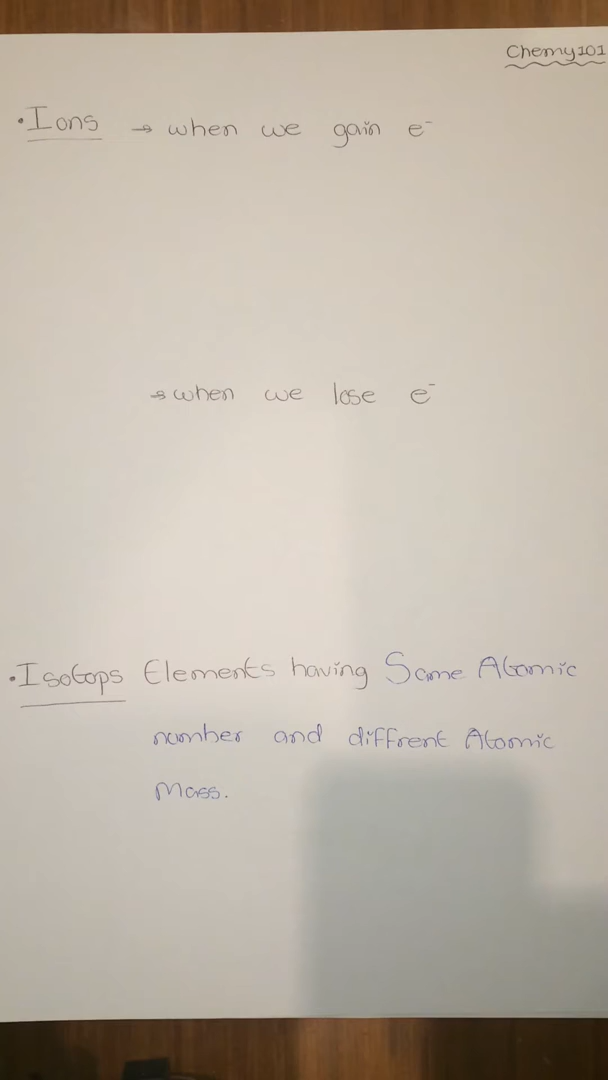 Chemy101
•Ions → when we gain e⁻
→ when we lose e⁻
•Isotops Elements having Same Atomic
number and diffrent Atomic
Mass.